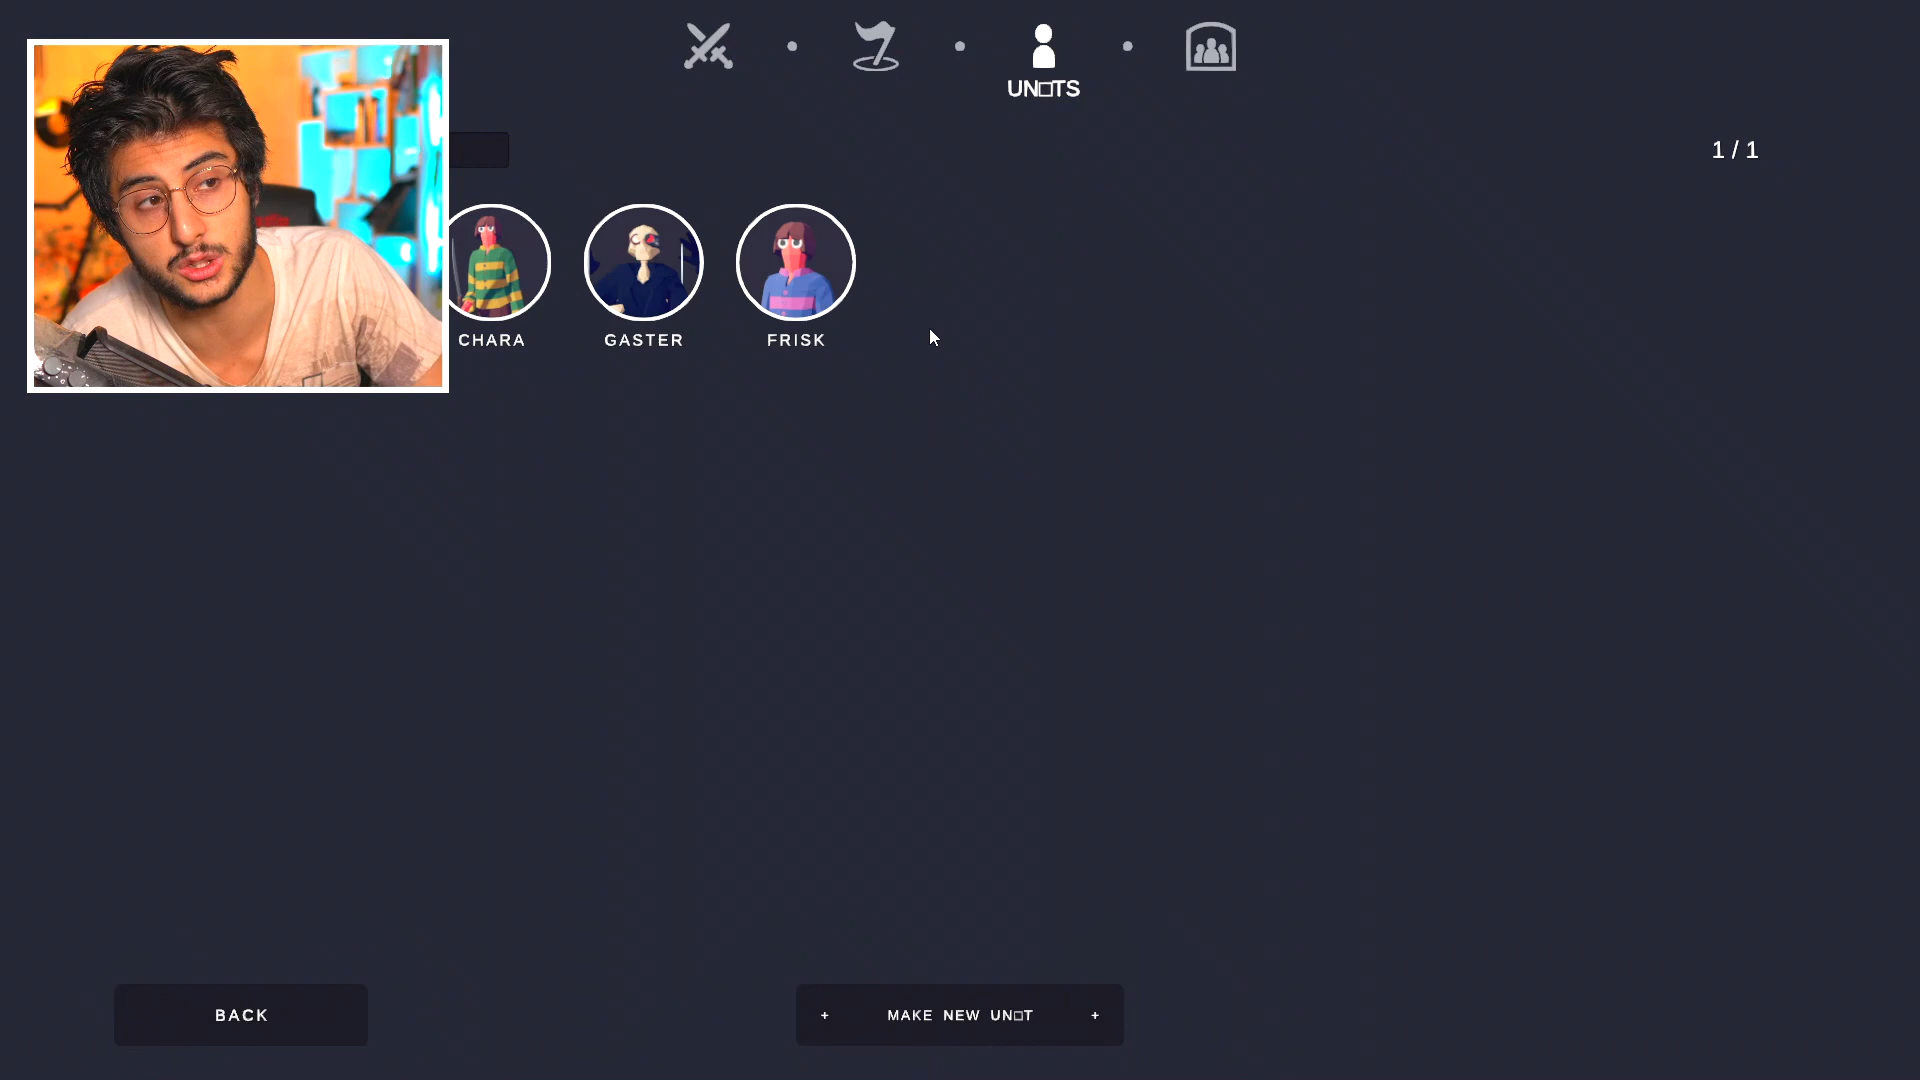 UN□TS
1 / 1
CHARA
GASTER
FRISK
BACK
+ MAKE NEW UN□T +